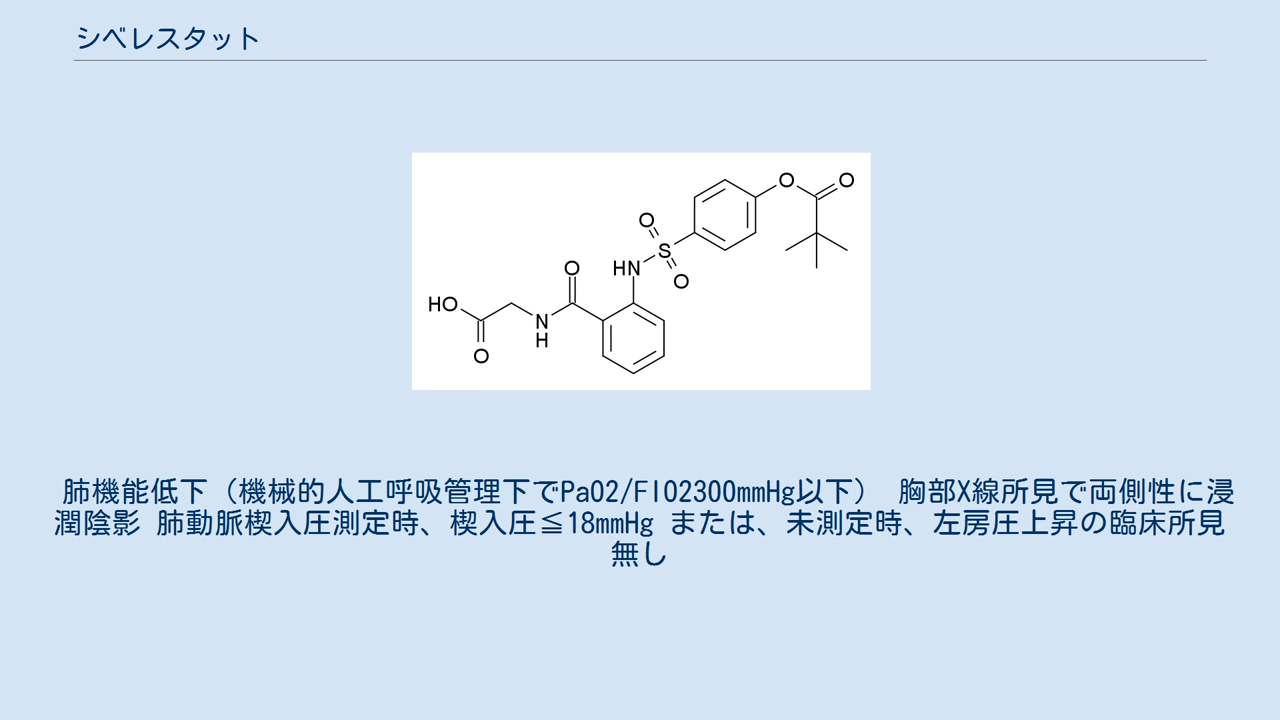 シベレスタット
O
O
O
S
HN
O
O
HO
N
H
O
肺機能低下（機械的人工呼吸管理下でPaO2/FIO2300mmHg以下） 胸部X線所見で両側性に浸
潤陰影 肺動脈楔入圧測定時、楔入圧≦18mmHg または、未測定時、左房圧上昇の臨床所見
無し